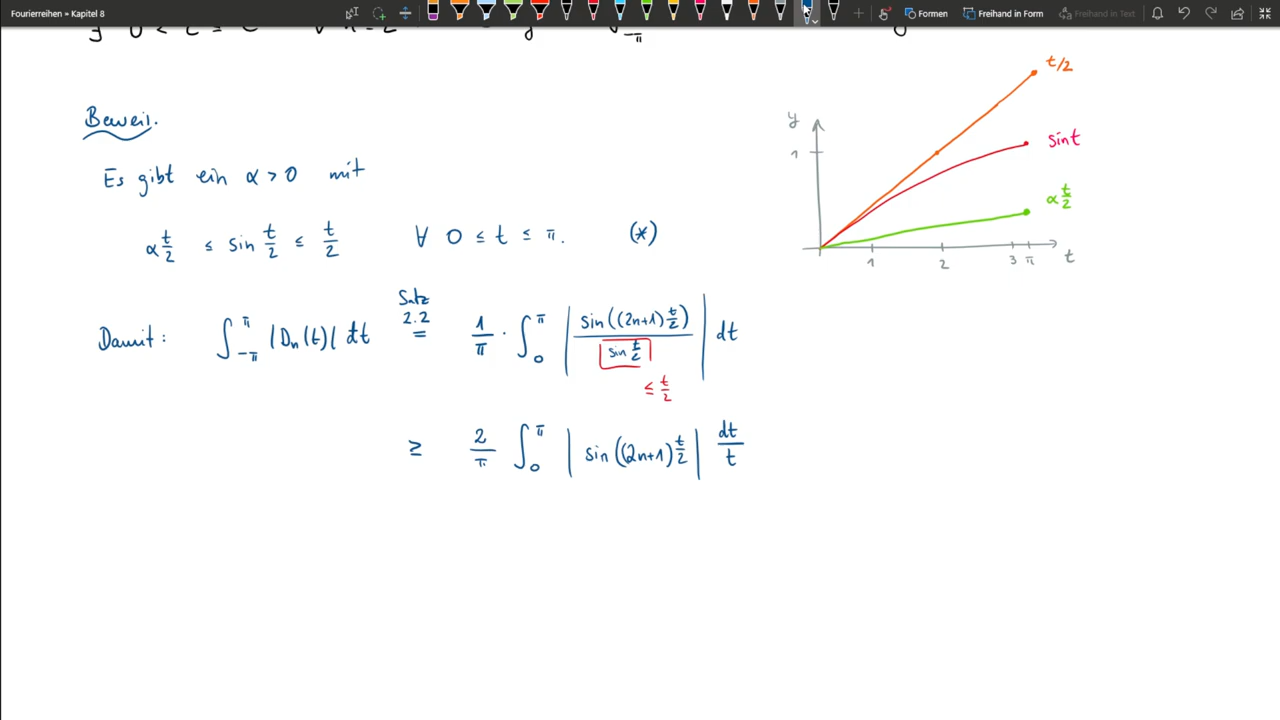 Fourierreihen » Kapitel 8
Formen
Freihand in Form
Freihand in Text
Beweis.
Es gibt ein α > 0 mit
α t/2 ≤ sin t/2 ≤ t/2 ∀ 0 ≤ t ≤ π. (*)
Damit: ∫_{-π}^{π} |Dn(t)| dt Satz 2.2 = 1/π · ∫_0^π | sin((2n+1) t/2) / sin t/2 | dt
≤ t/2
≥ 2/π ∫_0^π | sin((2n+1) t/2 | dt/t
t/2
y
1
sin t
α t/2
1 2 3 π t